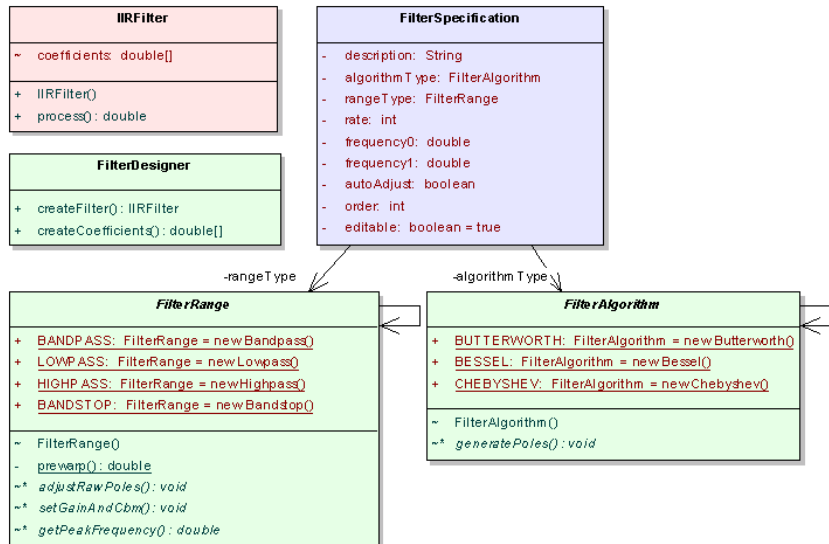 IIRFilter
~ coefficients: double[]
+ IIRFilter()
+ process(): double
FilterSpecification
- description: String
- algorithmType: FilterAlgorithm
- rangeType: FilterRange
- rate: int
- frequency0: double
- frequency1: double
- autoAdjust: boolean
- order: int
- editable: boolean = true
FilterDesigner
+ createFilter(): IIRFilter
+ createCoefficients(): double[]
-rangeType
-algorithmType
FilterRange
+ BANDPASS: FilterRange = new Bandpass()
+ LOWPASS: FilterRange = new Lowpass()
+ HIGHPASS: FilterRange = new Highpass()
+ BANDSTOP: FilterRange = new Bandstop()
~ FilterRange()
- prewarp(): double
~* adjustRawPoles(): void
~* setGainAndCbm(): void
~* getPeakFrequency(): double
FilterAlgorithm
+ BUTTERWORTH: FilterAlgorithm = new Butterworth()
+ BESSEL: FilterAlgorithm = new Bessel()
+ CHEBYSHEV: FilterAlgorithm = new Chebyshev()
~ FilterAlgorithm()
~* generatePoles(): void